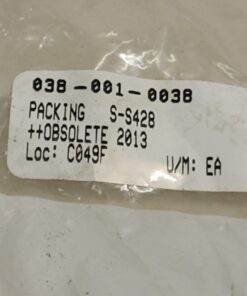 038-001-0038
PACKING S-S428
++OBSOLETE 2013
Loc: C049F U/M: EA